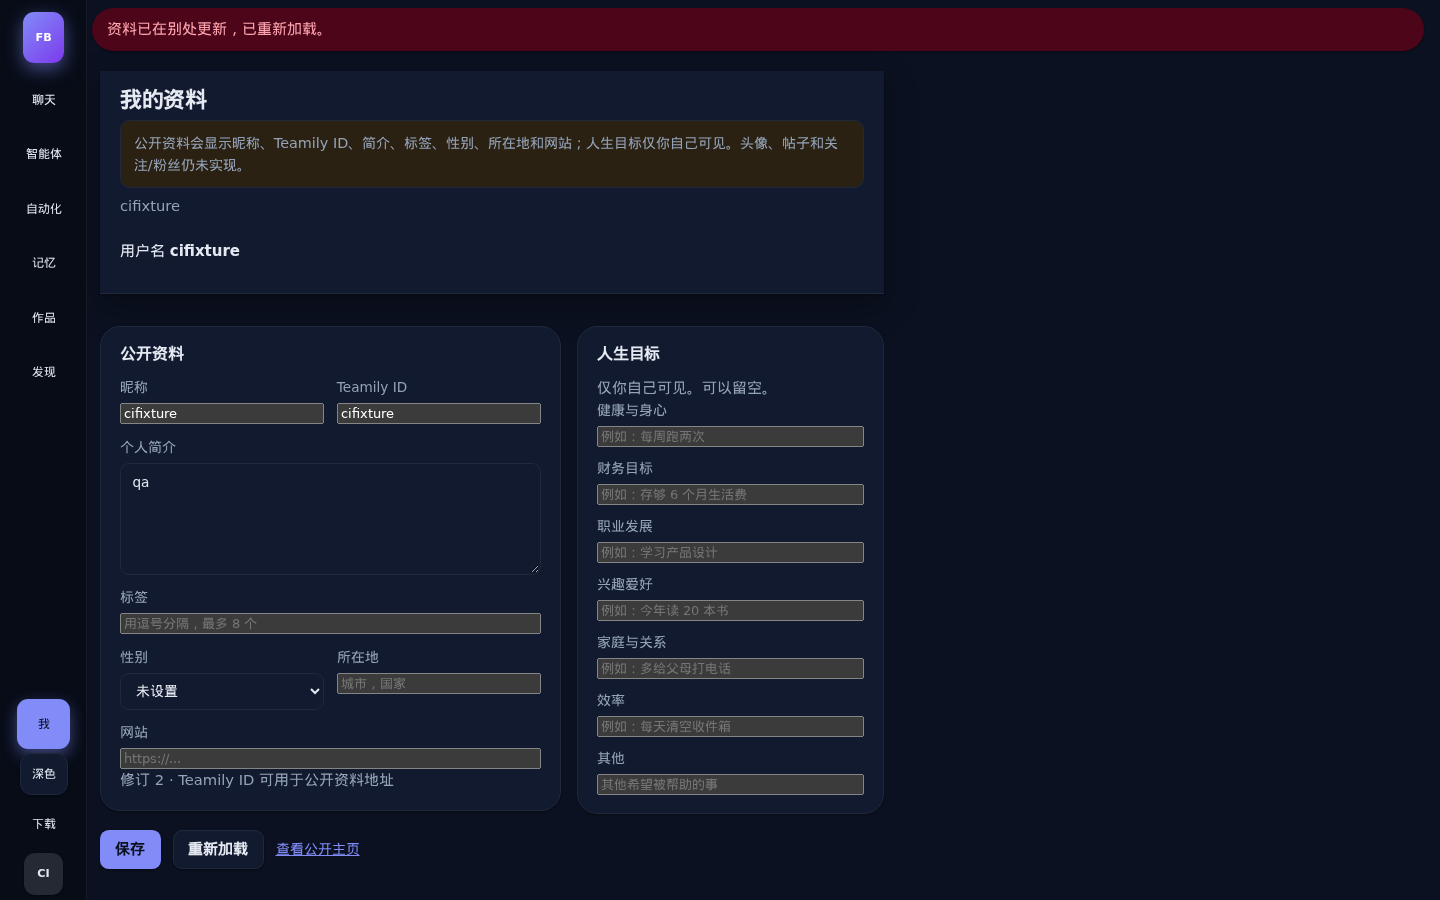 FB
聊天
智能体
自动化
记忆
作品
发现
我
深色
下载
CI
资料已在别处更新，已重新加载。
我的资料
公开资料会显示昵称、Teamily ID、简介、标签、性别、所在地和网站；人生目标仅你自己可见。头像、帖子和关
注/粉丝仍未实现。
cifixture
用户名 cifixture
公开资料
昵称
Teamily ID
cifixture
cifixture
个人简介
qa
标签
用逗号分隔，最多 8 个
性别
所在地
未设置
城市，国家
网站
https://...
修订 2 · Teamily ID 可用于公开资料地址
人生目标
仅你自己可见。可以留空。
健康与身心
例如：每周跑两次
财务目标
例如：存够 6 个月生活费
职业发展
例如：学习产品设计
兴趣爱好
例如：今年读 20 本书
家庭与关系
例如：多给父母打电话
效率
例如：每天清空收件箱
其他
其他希望被帮助的事
保存
重新加载
查看公开主页